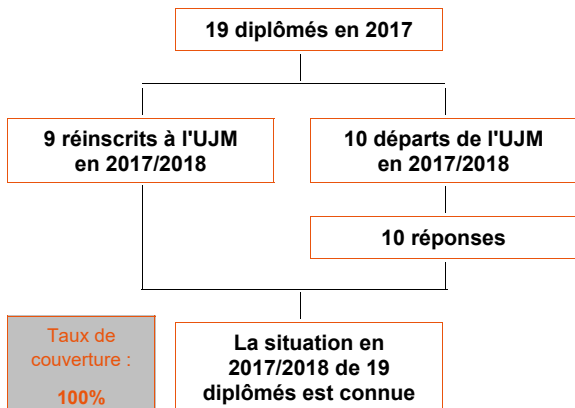 19 diplômés en 2017
9 réinscrits à l'UJM
en 2017/2018
10 départs de l'UJM
en 2017/2018
10 réponses
Taux de
couverture :
100%
La situation en
2017/2018 de 19
diplômés est connue